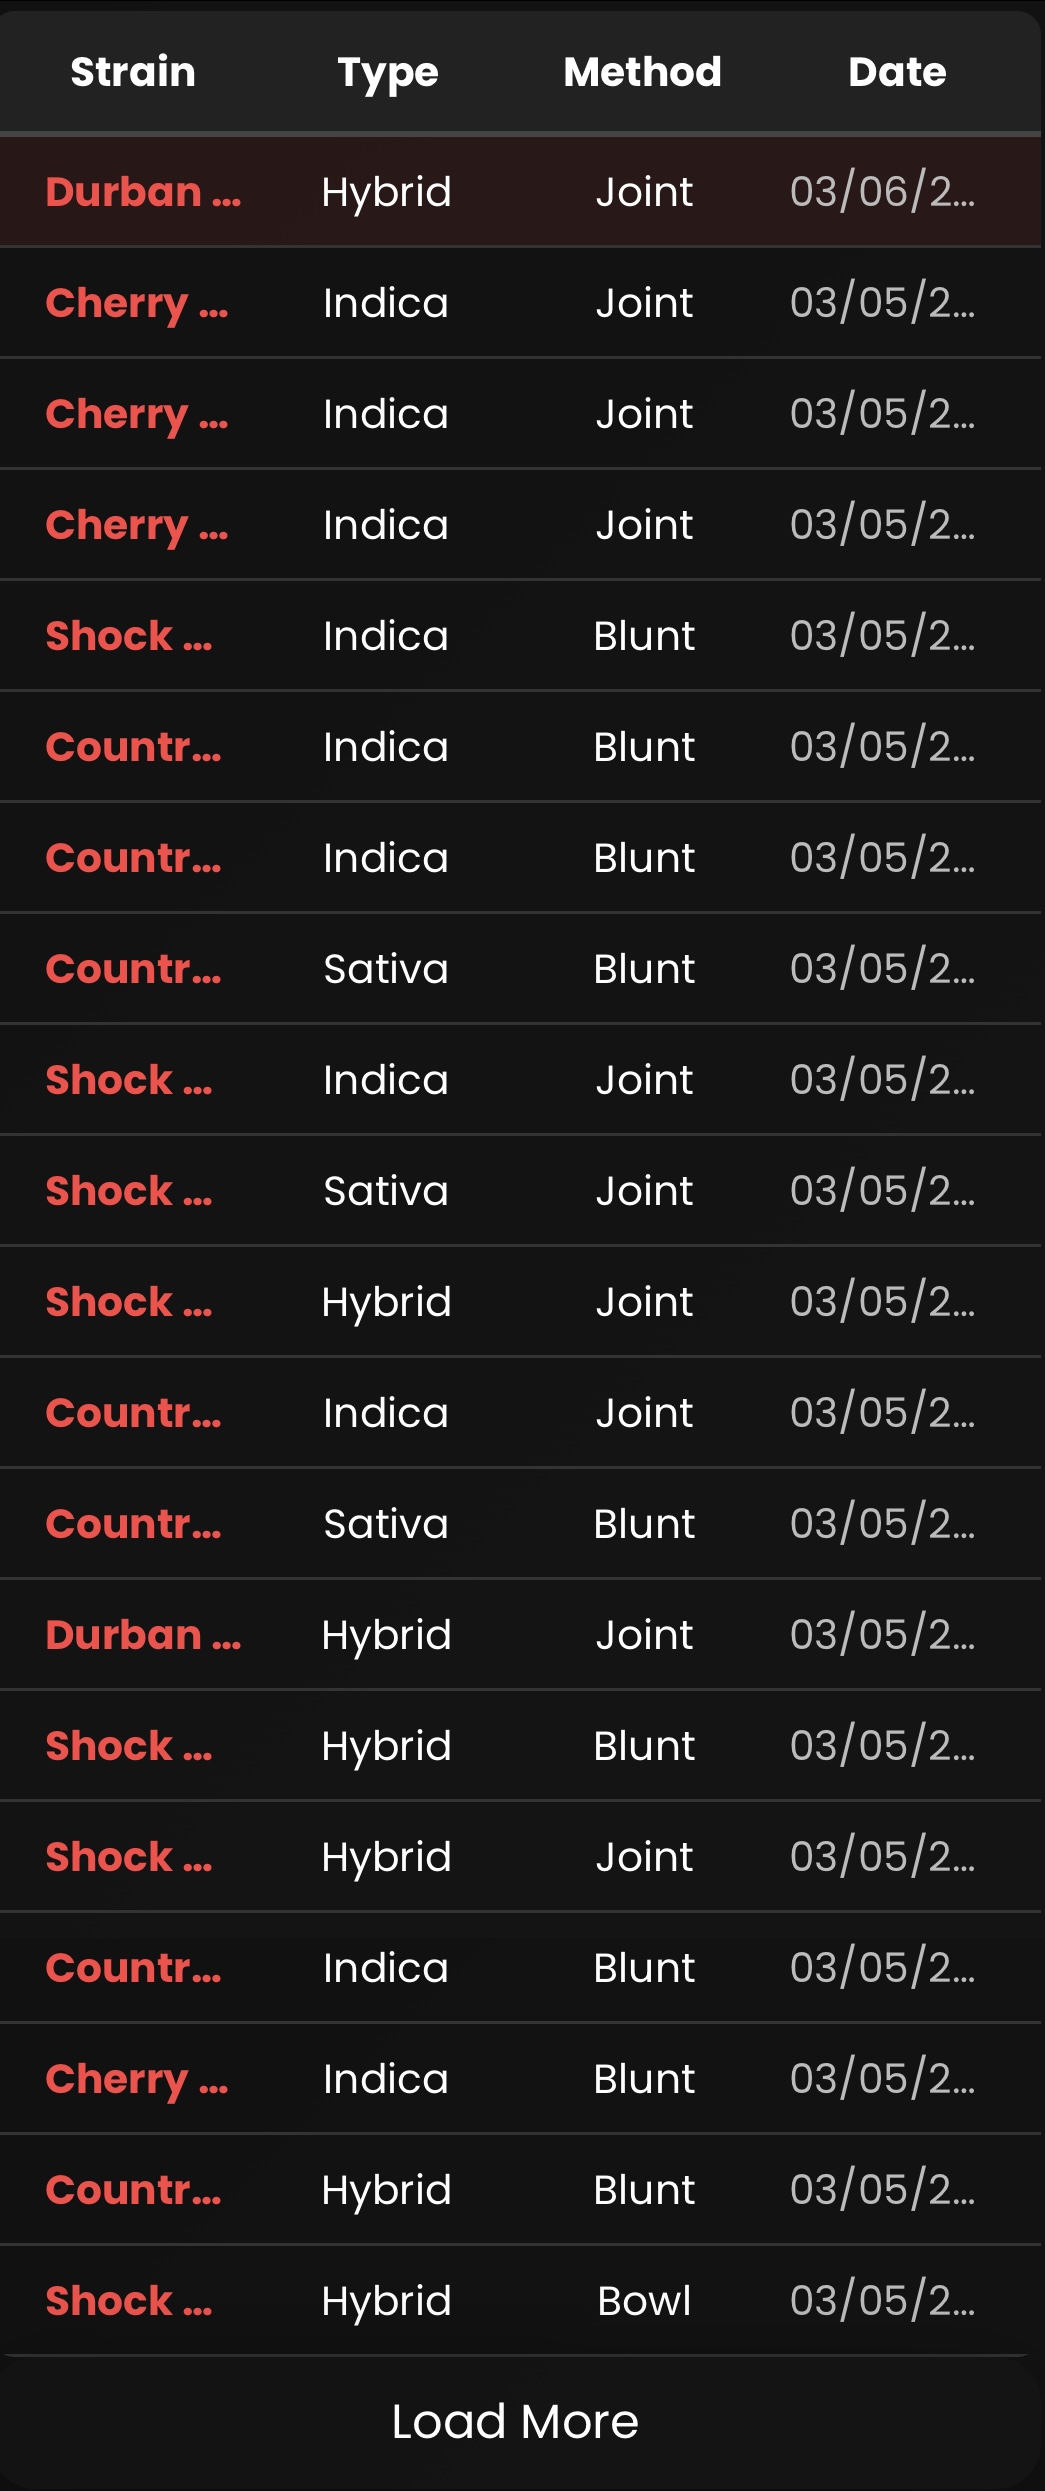 Strain Type Method Date
Durban ... Hybrid Joint 03/06/2...
Cherry ... Indica Joint 03/05/2...
Cherry ... Indica Joint 03/05/2...
Cherry ... Indica Joint 03/05/2...
Shock ... Indica Blunt 03/05/2...
Countr... Indica Blunt 03/05/2...
Countr... Indica Blunt 03/05/2...
Countr... Sativa Blunt 03/05/2...
Shock ... Indica Joint 03/05/2...
Shock ... Sativa Joint 03/05/2...
Shock ... Hybrid Joint 03/05/2...
Countr... Indica Joint 03/05/2...
Countr... Sativa Blunt 03/05/2...
Durban ... Hybrid Joint 03/05/2...
Shock ... Hybrid Blunt 03/05/2...
Shock ... Hybrid Joint 03/05/2...
Countr... Indica Blunt 03/05/2...
Cherry ... Indica Blunt 03/05/2...
Countr... Hybrid Blunt 03/05/2...
Shock ... Hybrid Bowl 03/05/2...
Load More